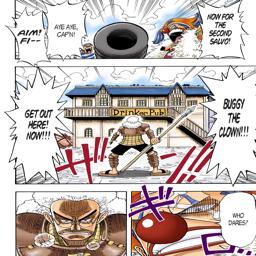 NOW FOR
THE
SECOND
SALVO!
AYE AYE,
CAP'N!
AIM!
FI--
BUGGY
THE
CLOWN!!!
GET OUT
HERE
NOW!!!
Drinker Pub
WHO
DARES?